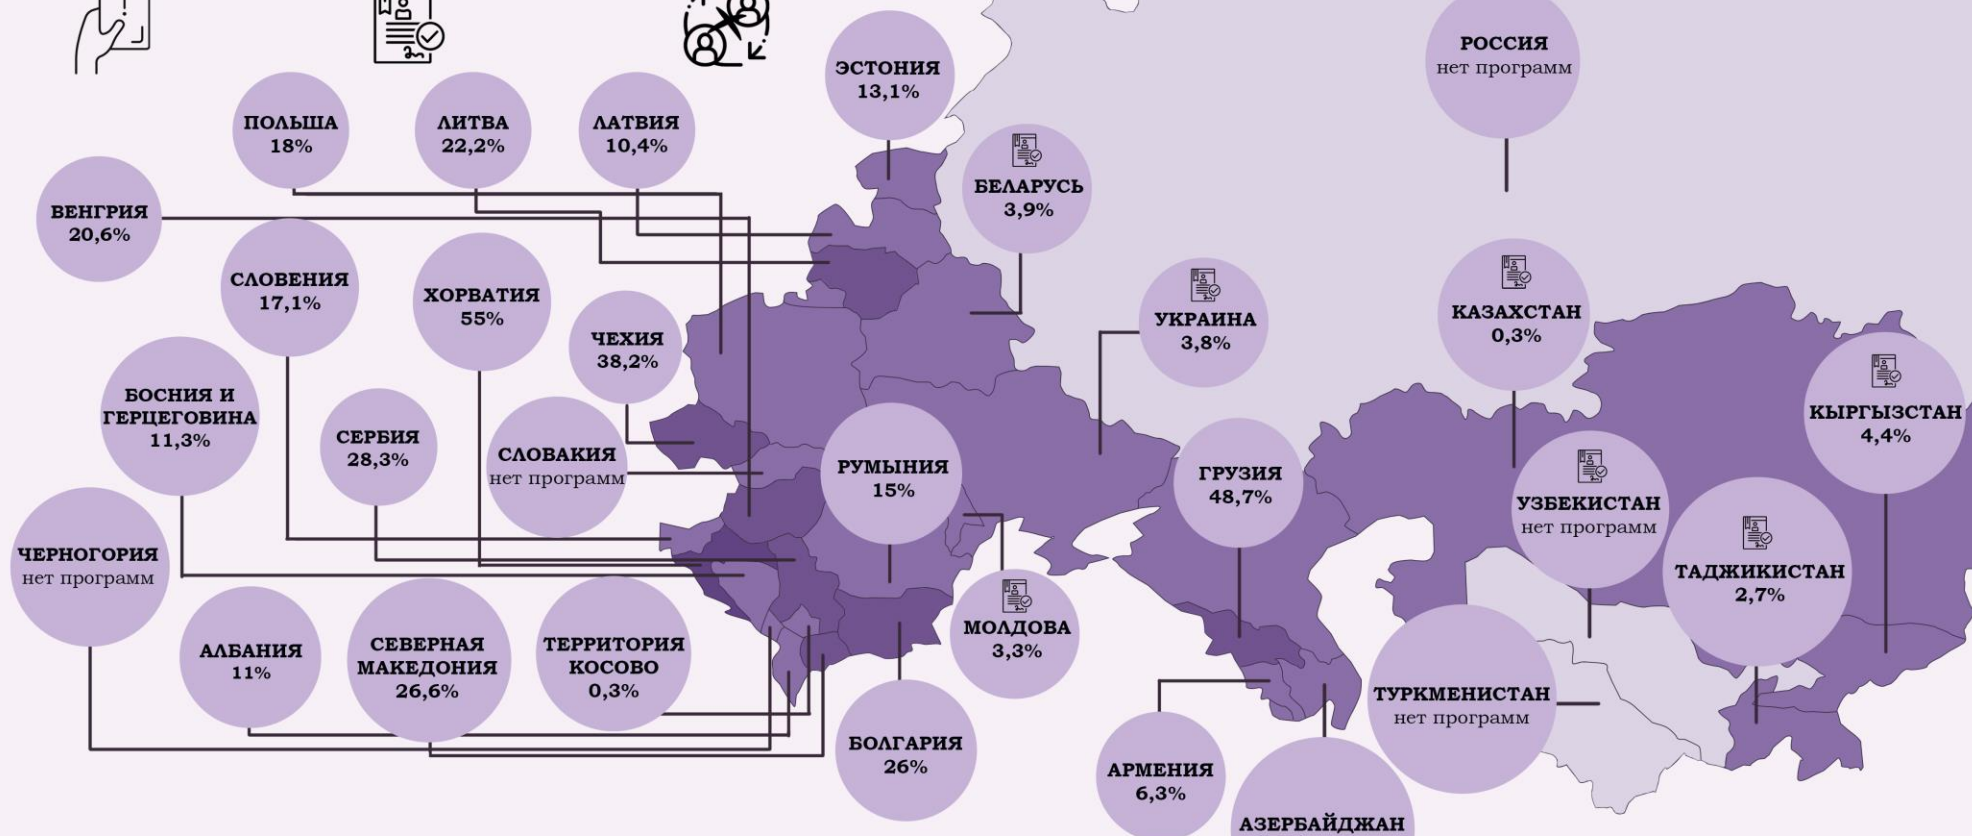 РОССИЯ
нет программ
ЭСТОНИЯ
13,1%
ПОЛЬША
18%
ЛИТВА
22,2%
ЛАТВИЯ
10,4%
БЕЛАРУСЬ
3,9%
ВЕНГРИЯ
20,6%
СЛОВЕНИЯ
17,1%
ХОРВАТИЯ
55%
ЧЕХИЯ
38,2%
УКРАИНА
3,8%
КАЗАХСТАН
0,3%
БОСНИЯ И
ГЕРЦЕГОВИНА
11,3%
СЕРБИЯ
28,3%
СЛОВАКИЯ
нет программ
РУМЫНИЯ
15%
ГРУЗИЯ
48,7%
КЫРГЫЗСТАН
4,4%
УЗБЕКИСТАН
нет программ
ЧЕРНОГОРИЯ
нет программ
ТАДЖИКИСТАН
2,7%
АЛБАНИЯ
11%
СЕВЕРНАЯ
МАКЕДОНИЯ
26,6%
ТЕРРИТОРИЯ
КОСОВО
0,3%
МОЛДОВА
3,3%
ТУРКМЕНИСТАН
нет программ
БОЛГАРИЯ
26%
АРМЕНИЯ
6,3%
АЗЕРБАЙДЖАН